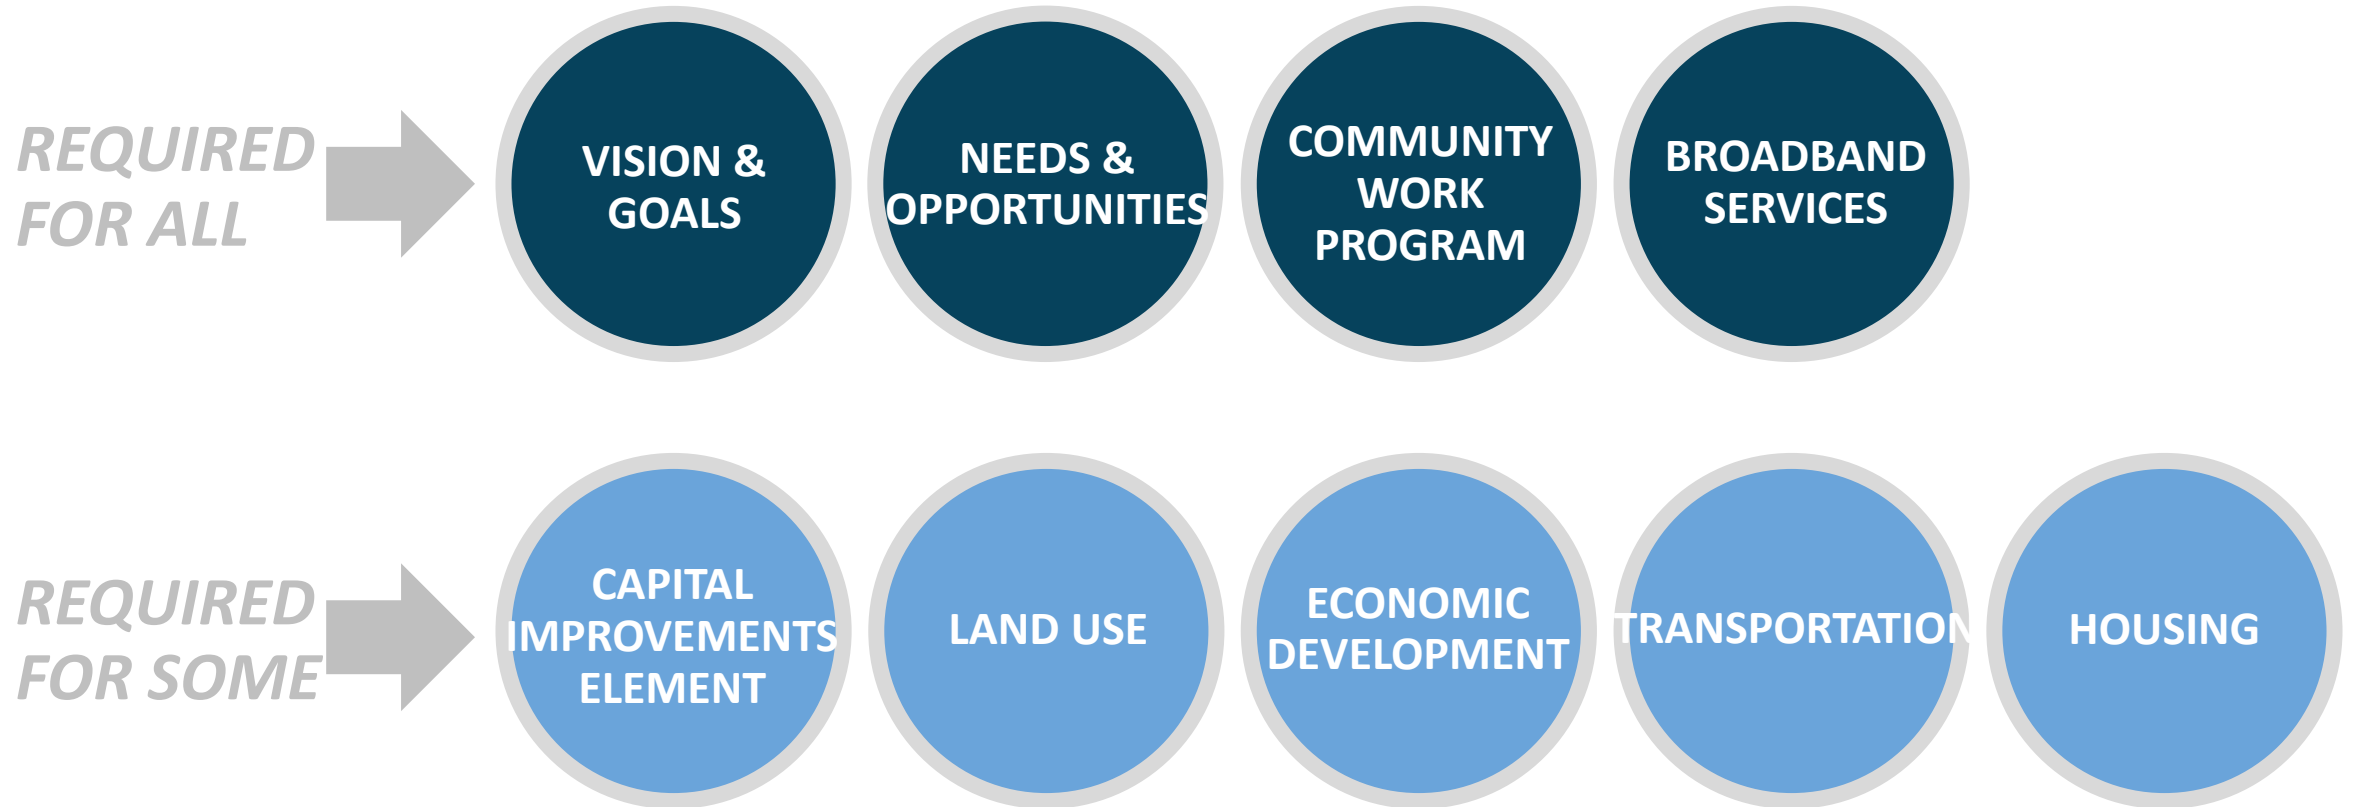 REQUIRED
FOR ALL
VISION &
GOALS
NEEDS &
OPPORTUNITIES
COMMUNITY
WORK
PROGRAM
BROADBAND
SERVICES
REQUIRED
FOR SOME
CAPITAL
IMPROVEMENTS
ELEMENT
LAND USE
ECONOMIC
DEVELOPMENT
TRANSPORTATION
HOUSING